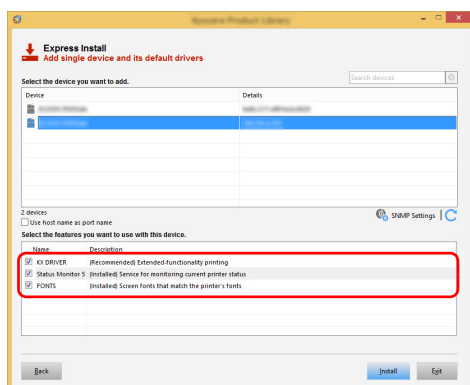 Kyocera Product Library
Express Install
Add single device and its default drivers
Select the device you want to add.
Search devices
Device Details
2 devices
SNMP Settings
Use host name as port name
Select the features you want to use with this device.
Name Description
KX DRIVER (Recommended) Extended-functionality printing
Status Monitor 5 (Installed) Service for monitoring current printer status
FONTS (Installed) Screen fonts that match the printer's fonts
Back Install Exit